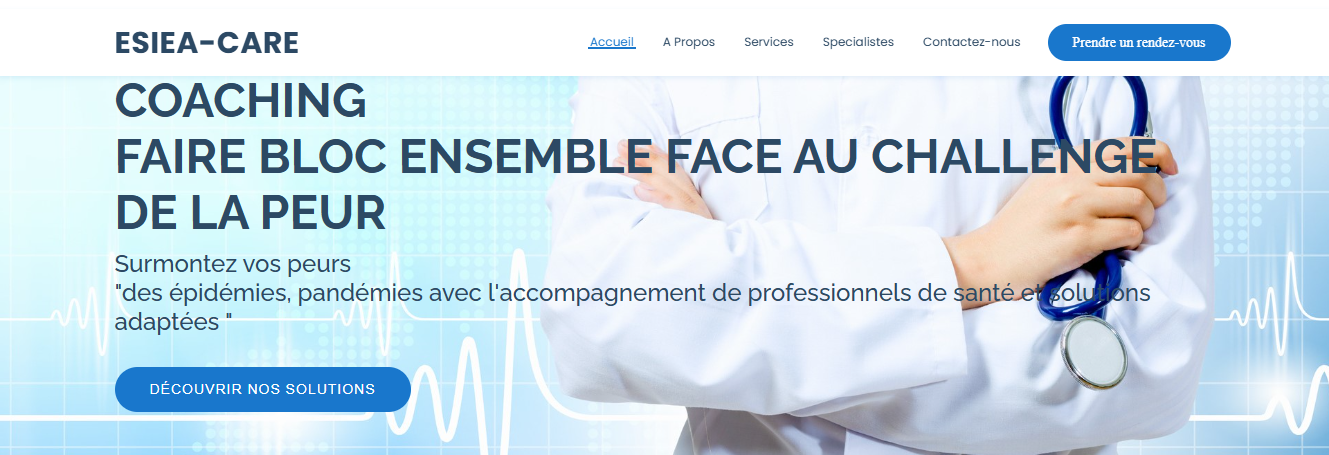 ESIEA-CARE
Accueil
A Propos
Services
Specialistes
Contactez-nous
Prendre un rendez-vous
COACHING
FAIRE BLOC ENSEMBLE FACE AU CHALLENGE
DE LA PEUR
Surmontez vos peurs
"des épidémies, pandémies avec l'accompagnement de professionnels de santé et solutions
adaptées "
DÉCOUVRIR NOS SOLUTIONS